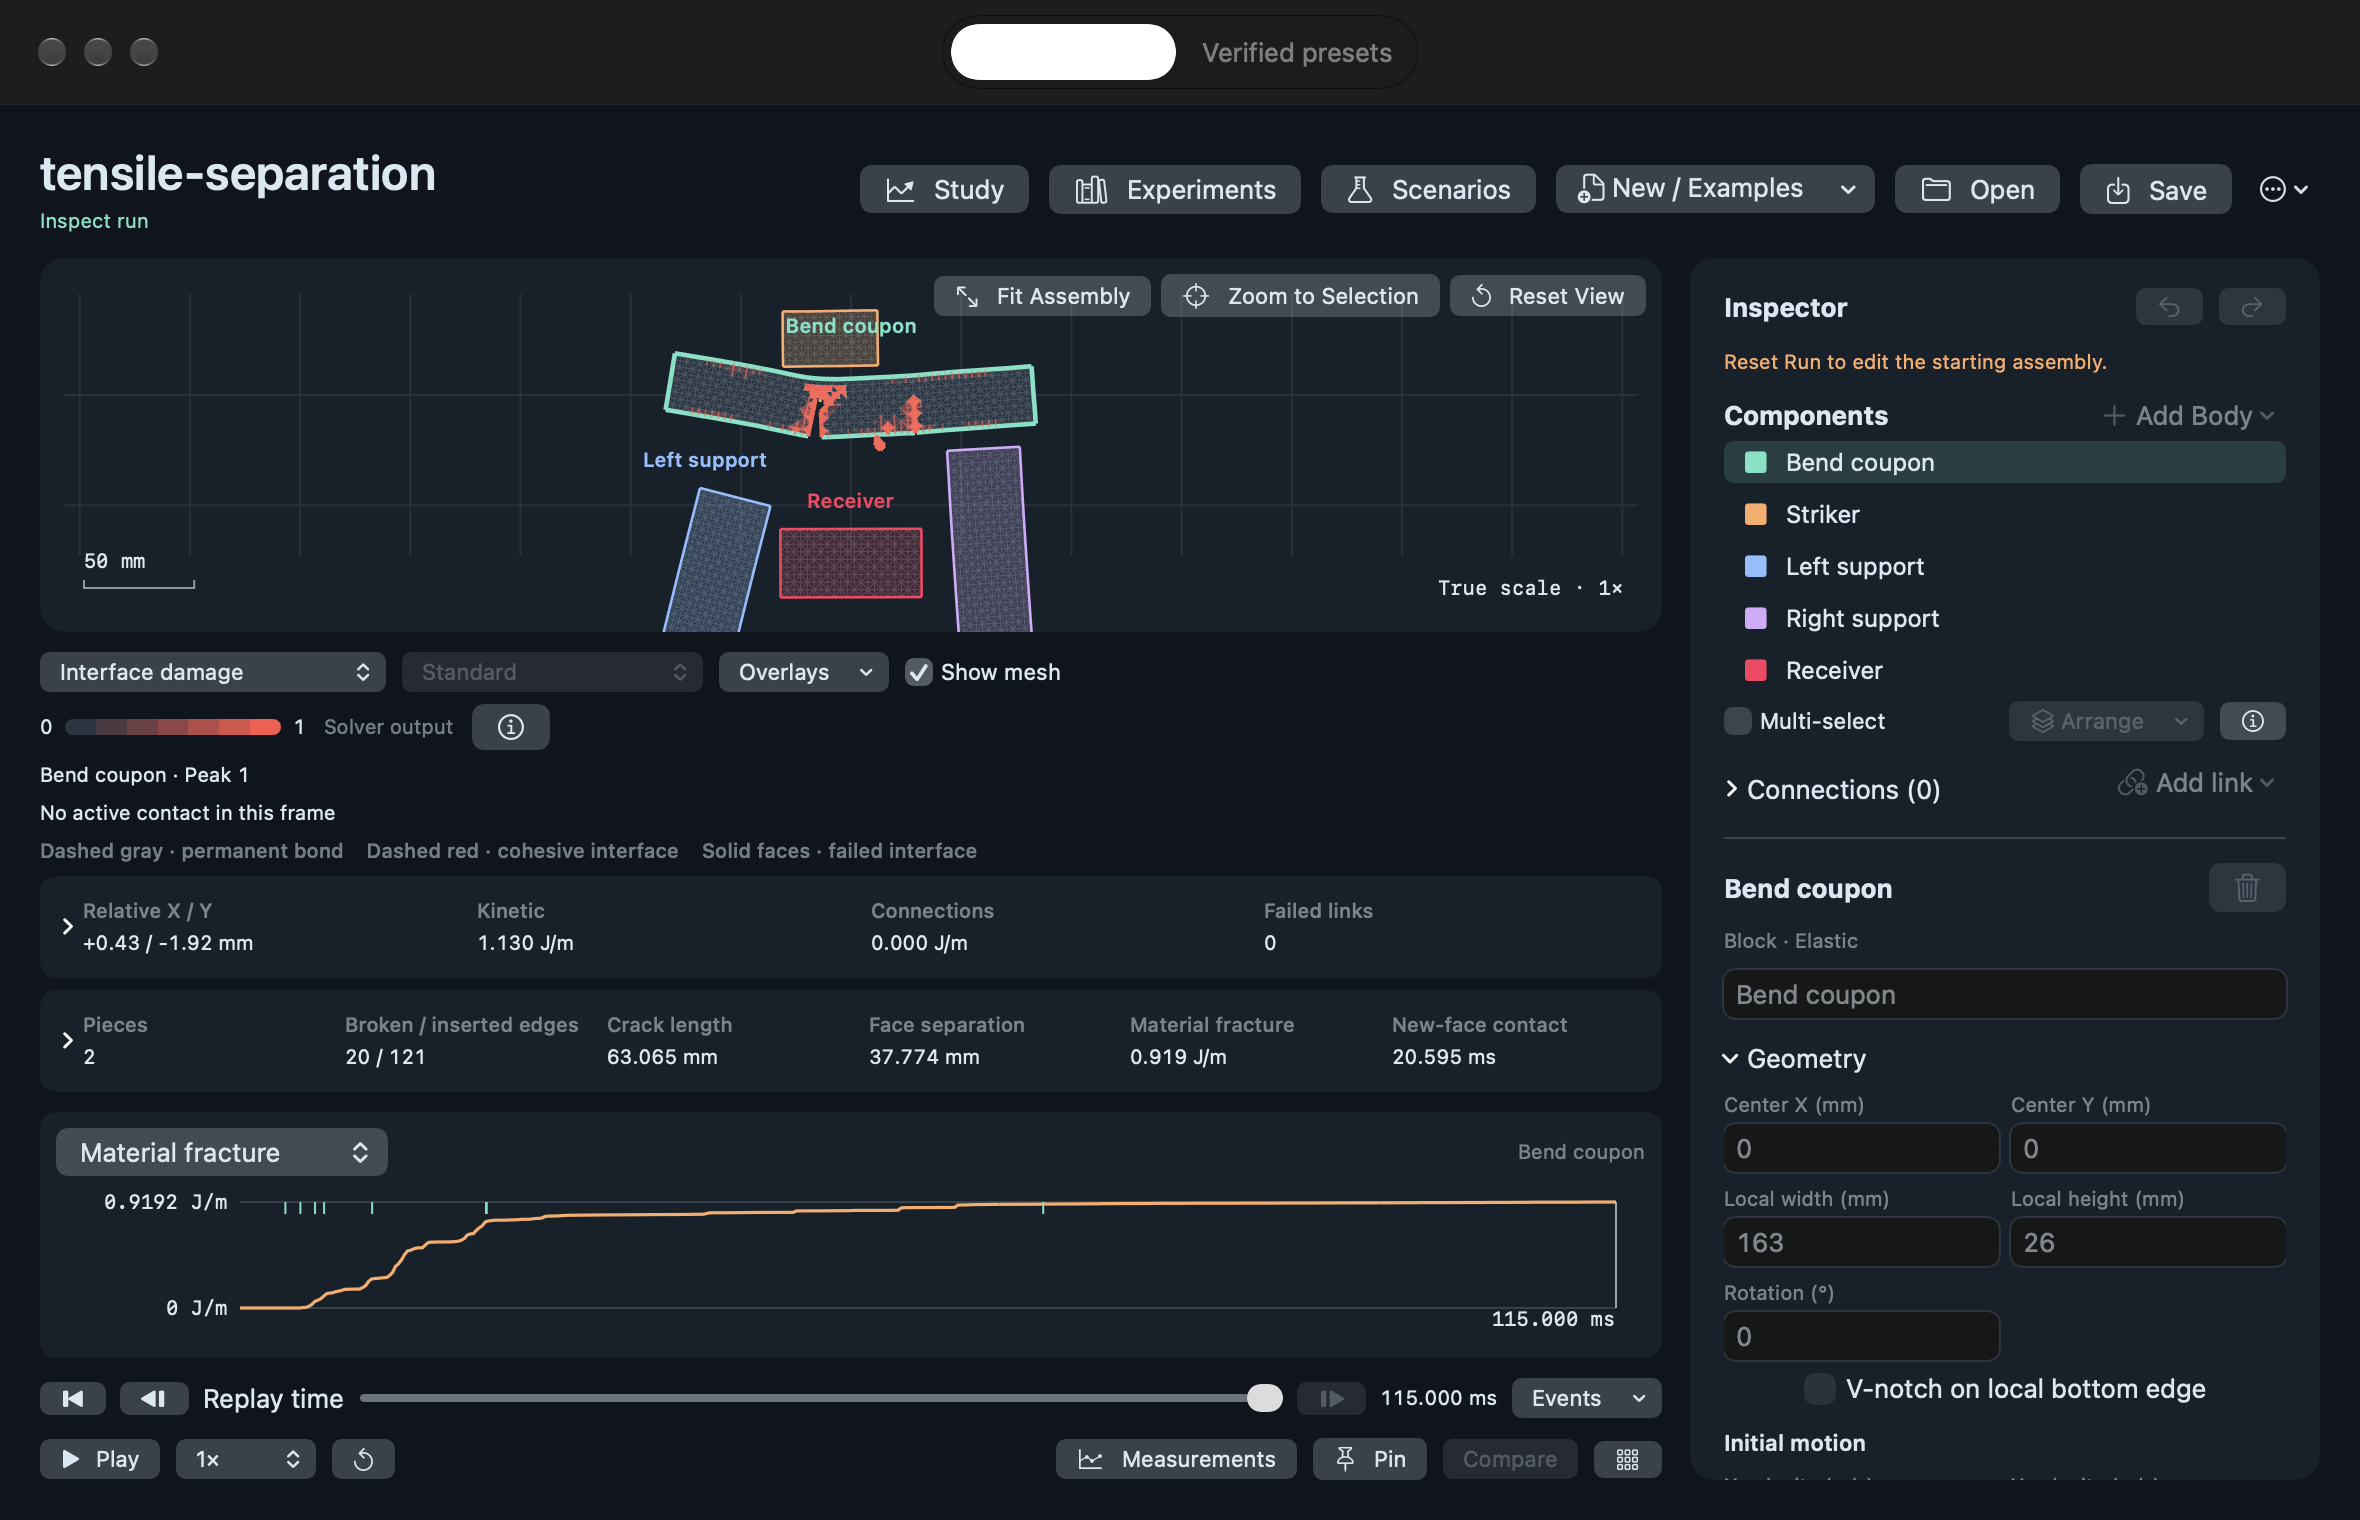 Verified presets
tensile-separation
Inspect run
Study
Experiments
Scenarios
New / Examples
Open
Save
Fit Assembly
Zoom to Selection
Reset View
Bend coupon
Left support
Receiver
50 mm
True scale · 1×
Interface damage
Standard
Overlays
Show mesh
0
1
Solver output
Bend coupon · Peak 1
No active contact in this frame
Dashed gray · permanent bond Dashed red · cohesive interface Solid faces · failed interface
Relative X / Y
+0.43 / -1.92 mm
Kinetic
1.130 J/m
Connections
0.000 J/m
Failed links
0
Pieces
2
Broken / inserted edges
20 / 121
Crack length
63.065 mm
Face separation
37.774 mm
Material fracture
0.919 J/m
New-face contact
20.595 ms
Material fracture
Bend coupon
0.9192 J/m
0 J/m
115.000 ms
Replay time
115.000 ms
Events
Play
1×
Measurements
Pin
Compare
Inspector
Reset Run to edit the starting assembly.
Components
Add Body
Bend coupon
Striker
Left support
Right support
Receiver
Multi-select
Arrange
Connections (0)
Add link
Bend coupon
Block · Elastic
Bend coupon
Geometry
Center X (mm)
Center Y (mm)
0
0
Local width (mm)
Local height (mm)
163
26
Rotation (°)
0
V-notch on local bottom edge
Initial motion